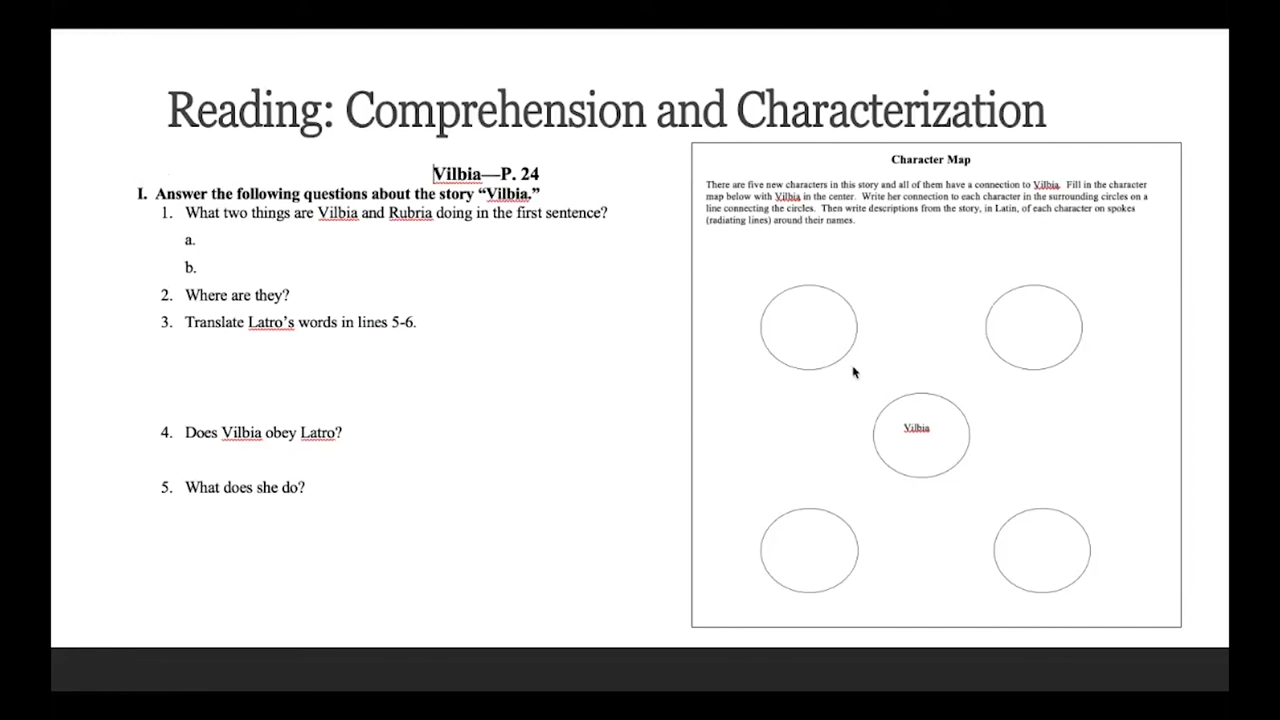 Reading: Comprehension and Characterization
Vilbia—P. 24
I. Answer the following questions about the story “Vilbia.”
1. What two things are Vilbia and Rubria doing in the first sentence?
a.
b.
2. Where are they?
3. Translate Latro’s words in lines 5-6.
4. Does Vilbia obey Latro?
5. What does she do?
Character Map
There are five new characters in this story and all of them have a connection to Vilbia. Fill in the character
map below with Vilbia in the center. Write her connection to each character in the surrounding circles on a
line connecting the circles. Then write descriptions from the story, in Latin, of each character on spokes
(radiating lines) around their names.
Vilbia